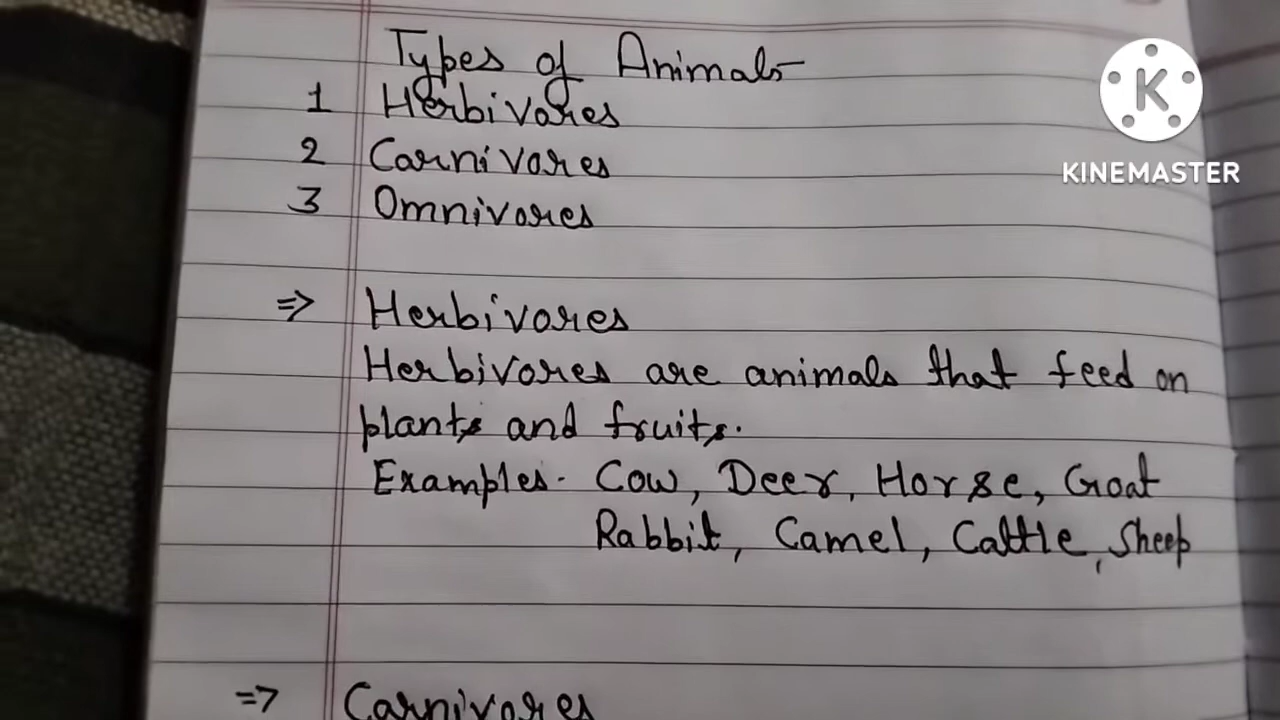 Types of Animals
1 Herbivores
2 Carnivores
3 Omnivores
⇒ Herbivores
Herbivores are animals that feed on
plants and fruits.
Examples. Cow, Deer, Horse, Goat
Rabbit, Camel, Cattle, Sheep
⇒ Carnivores
K
KINEMASTER